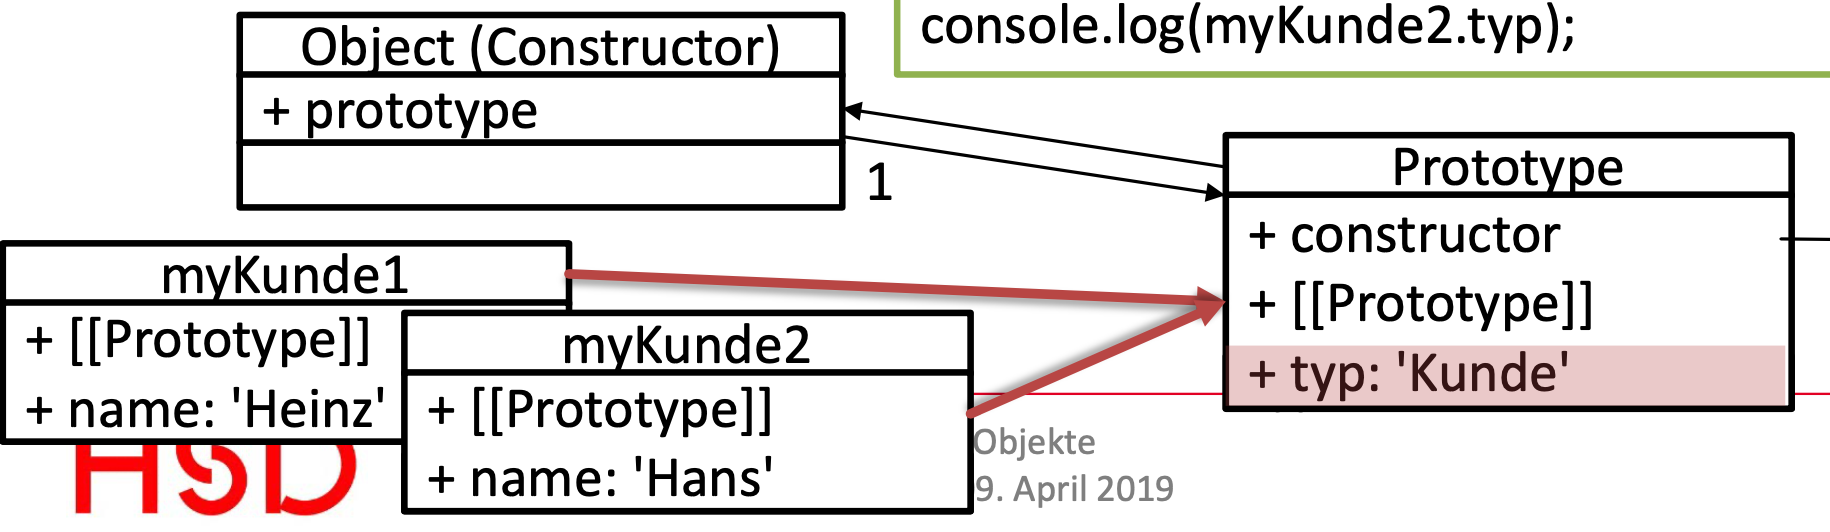 console.log(myKunde2.typ);
Object (Constructor)
+ prototype
1
Prototype
+ constructor
+ [[Prototype]]
+ typ: 'Kunde'
myKunde1
+ [[Prototype]]
+ name: 'Heinz'
myKunde2
+ [[Prototype]]
+ name: 'Hans'
HSD
Objekte
9. April 2019